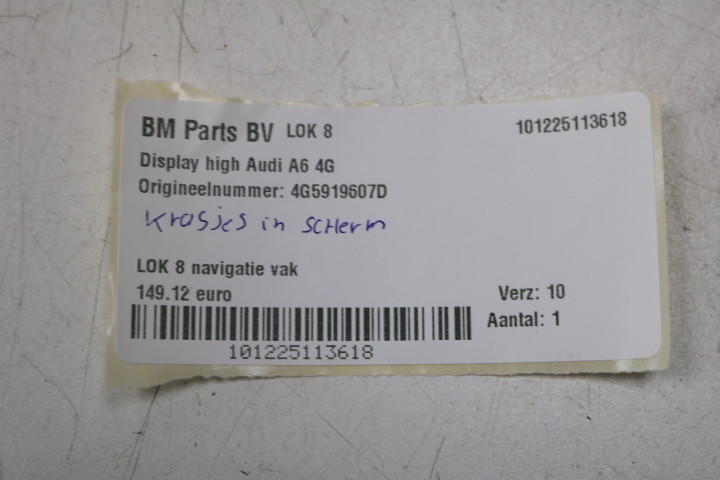 BM Parts BV LOK 8 101225113618
Display high Audi A6 4G
Origineelnummer: 4G5919607D
krasjes in scherm
LOK 8 navigatie vak
149.12 euro Verz: 10
Aantal: 1
101225113618